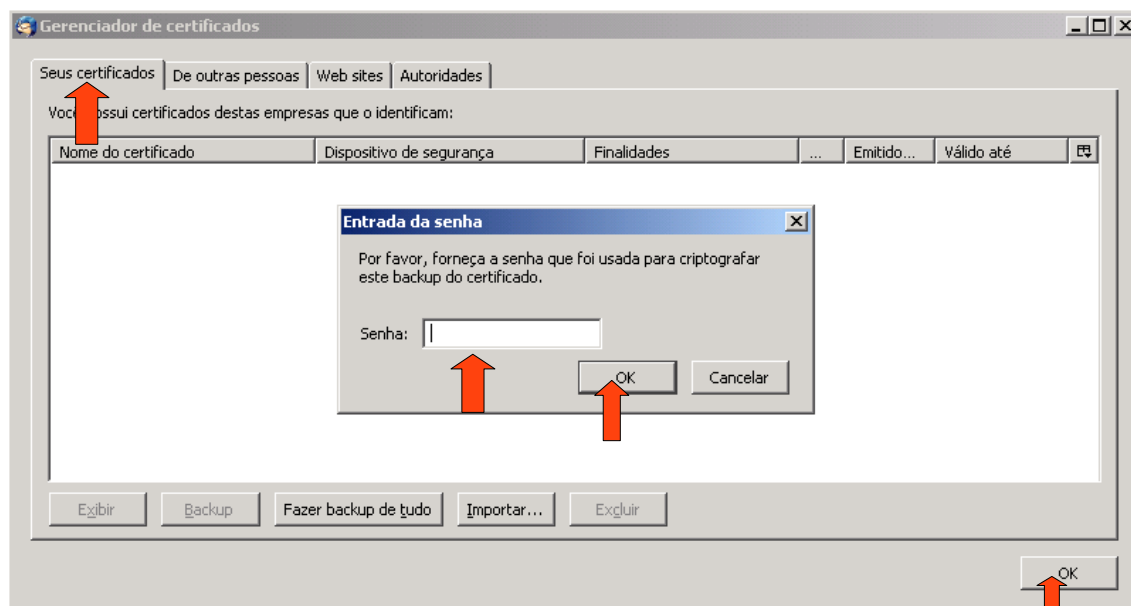 Gerenciador de certificados
Seus certificados De outras pessoas Web sites Autoridades
Você possui certificados destas empresas que o identificam:
Nome do certificado Dispositivo de segurança Finalidades ... Emitido... Válido até
Entrada da senha
Por favor, forneça a senha que foi usada para criptografar
este backup do certificado.
Senha:
OK Cancelar
Exibir Backup Fazer backup de tudo Importar... Excluir
OK